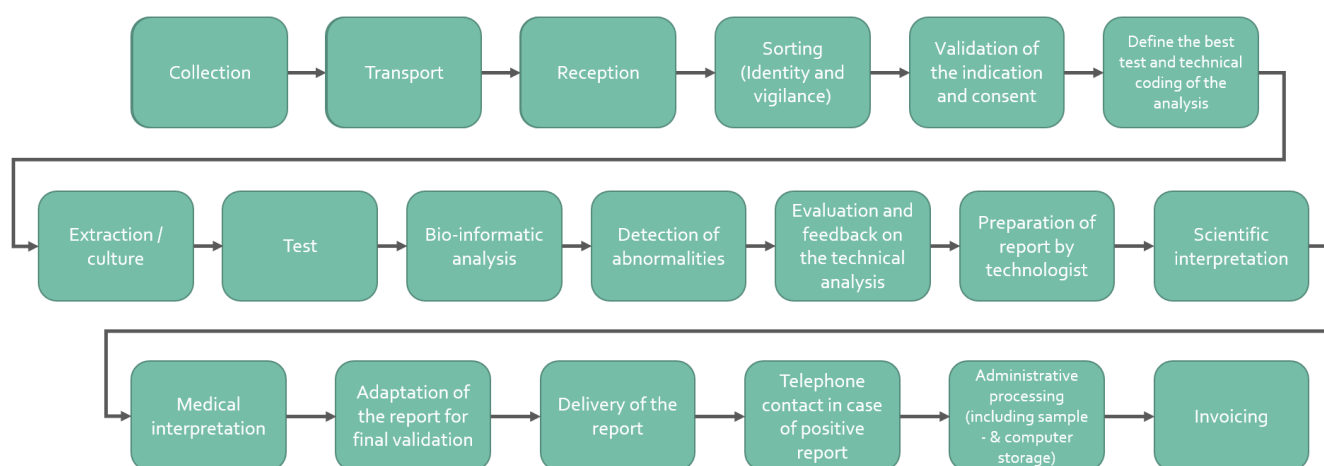 Collection
Transport
Reception
Sorting
(Identity and
vigilance)
Validation of
the indication
and consent
Define the best
test and technical
coding of the
analysis
Extraction /
culture
Test
Bio-informatic
analysis
Detection of
abnormalities
Evaluation and
feedback on
the technical
analysis
Preparation of
report by
technologist
Scientific
interpretation
Medical
interpretation
Adaptation of
the report for
final validation
Delivery of the
report
Telephone
contact in case
of positive
report
Administrative
processing
(including sample
- & computer
storage)
Invoicing